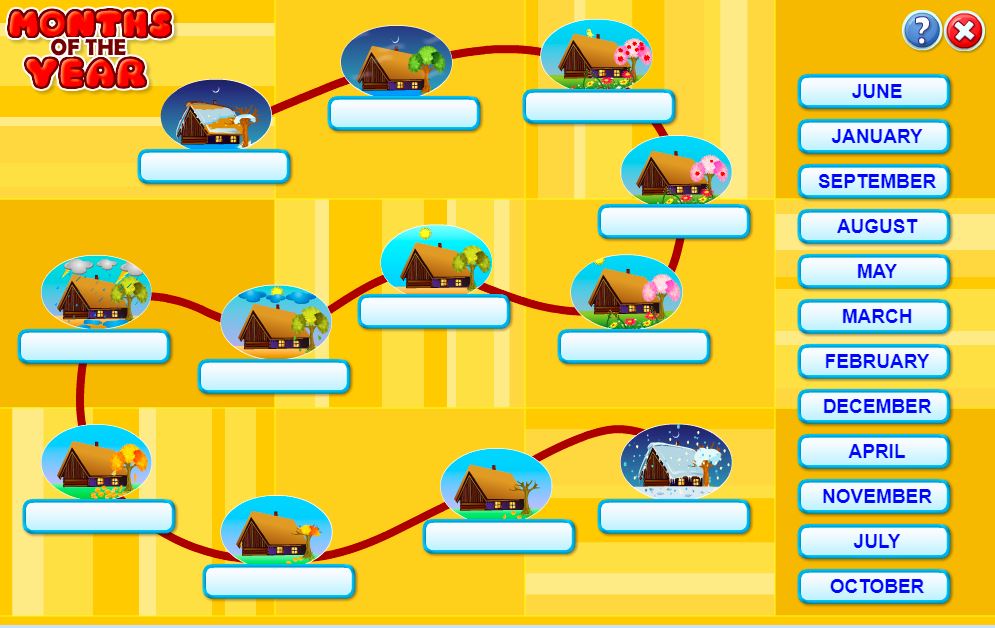 MONTHS
OF THE
YEAR
?
JUNE
JANUARY
SEPTEMBER
AUGUST
MAY
MARCH
FEBRUARY
DECEMBER
APRIL
NOVEMBER
JULY
OCTOBER